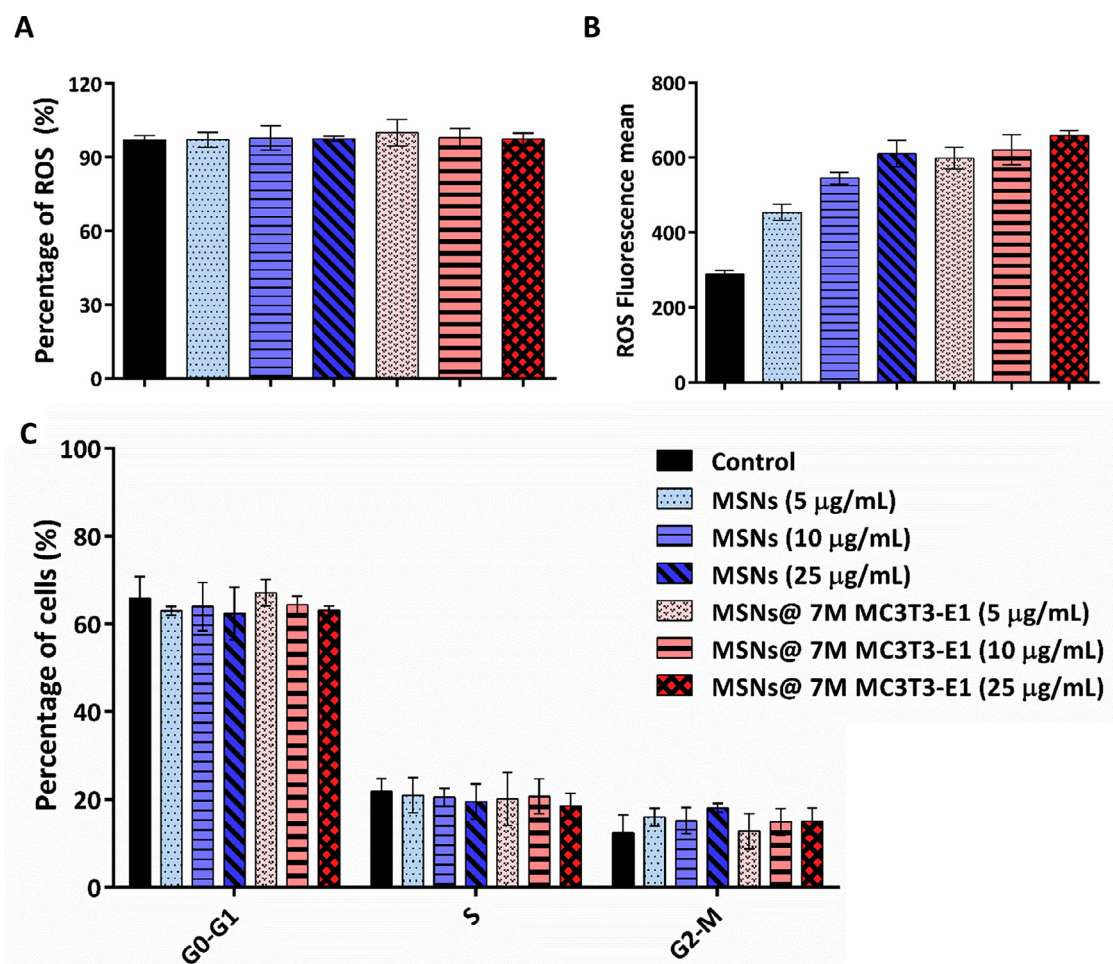 A
B
Percentage of ROS (%)
120
90
60
30
0
ROS Fluorescence mean
800
600
400
200
0
C
Percentage of cells (%)
100
80
60
40
20
0
G0-G1
S
G2-M
Control
MSNs (5 μg/mL)
MSNs (10 μg/mL)
MSNs (25 μg/mL)
MSNs@ 7M MC3T3-E1 (5 μg/mL)
MSNs@ 7M MC3T3-E1 (10 μg/mL)
MSNs@ 7M MC3T3-E1 (25 μg/mL)